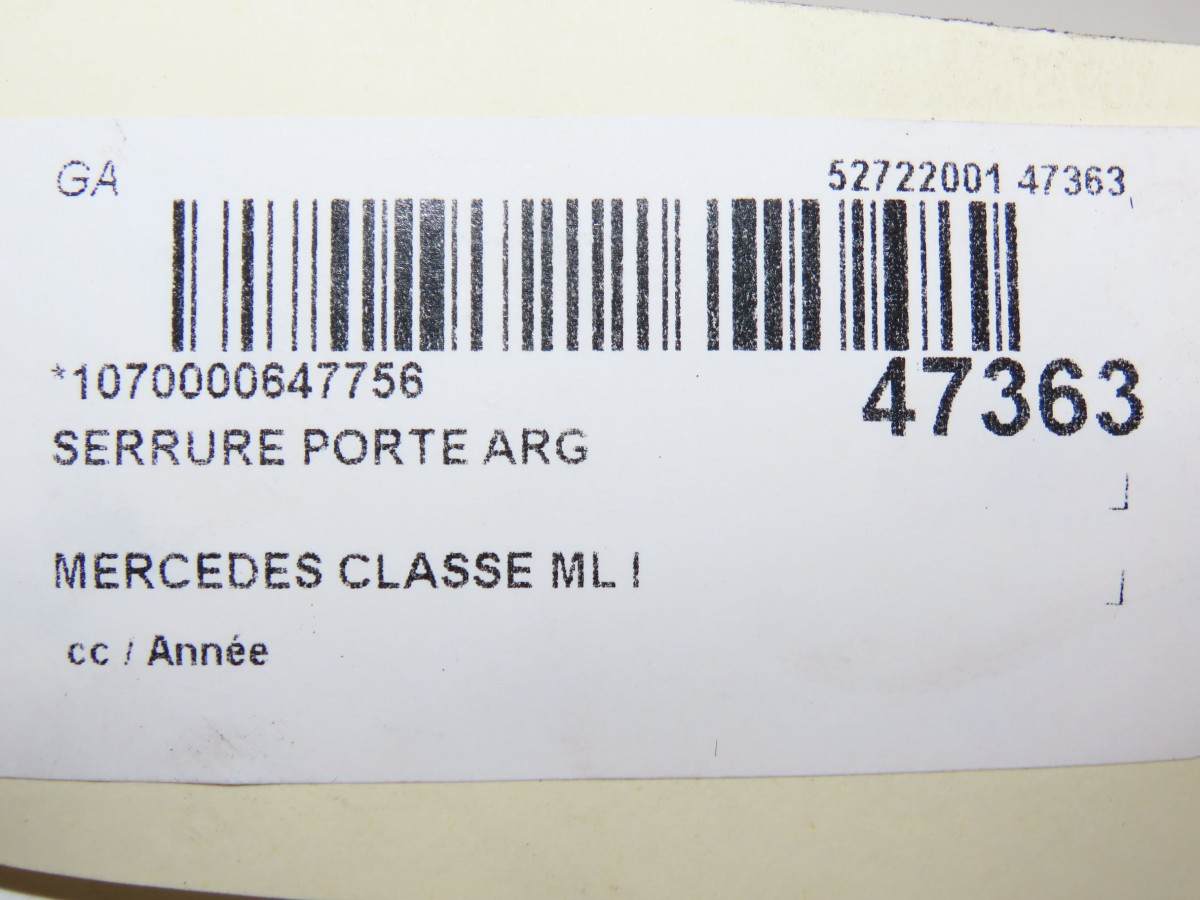 GA
52722001 47363
*1070000647756
47363
SERRURE PORTE ARG
MERCEDES CLASSE ML I
cc / Année